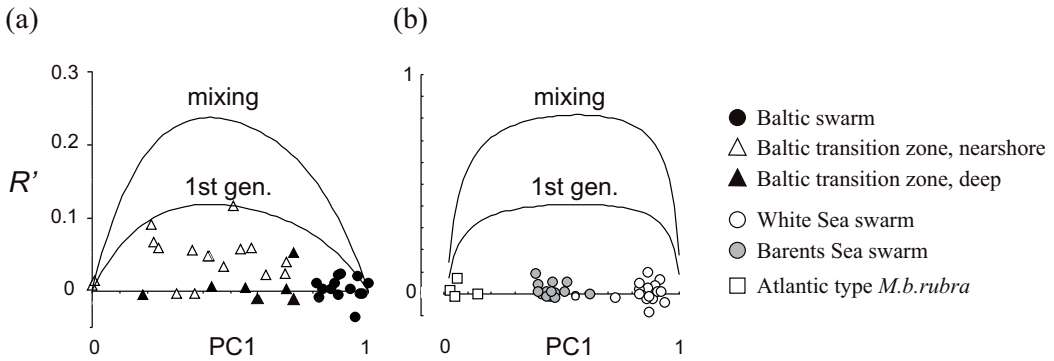 (a)
0.3
0.2
0.1
0
R'
mixing
1st gen.
0 PC1 1
(b)
1
0
mixing
1st gen.
0 PC1 1
Baltic swarm
Baltic transition zone, nearshore
Baltic transition zone, deep
White Sea swarm
Barents Sea swarm
Atlantic type M.b.rubra